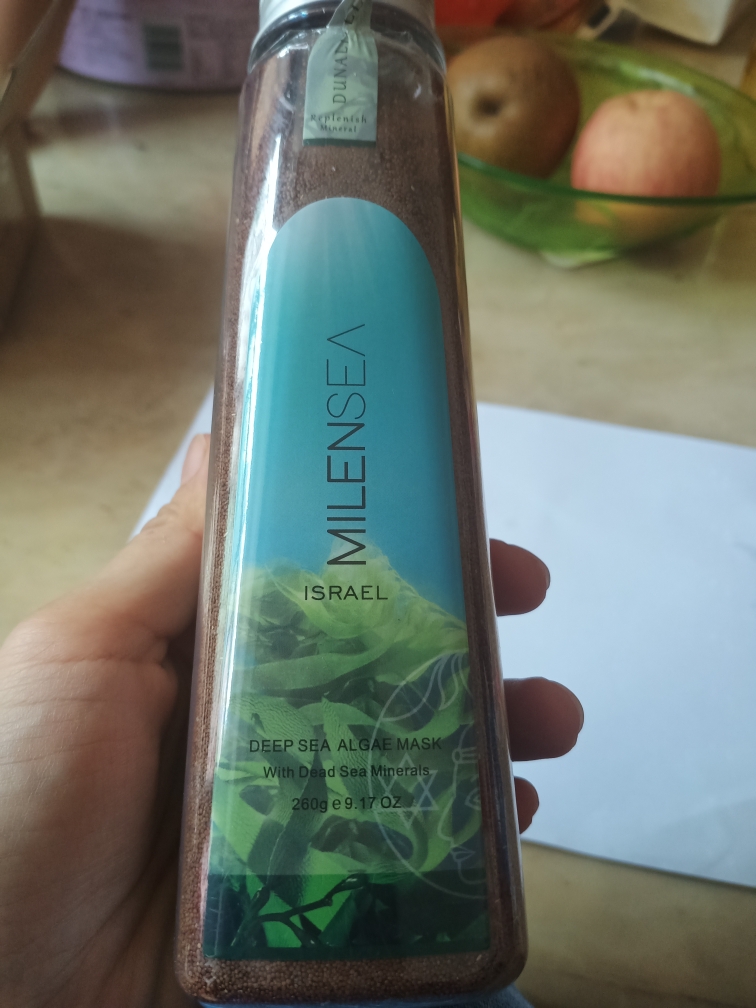 DUNAL
Replenish
Mineral
MILENSEA
ISRAEL
DEEP SEA ALGAE MASK
With Dead Sea Minerals
260g e 9.17 OZ